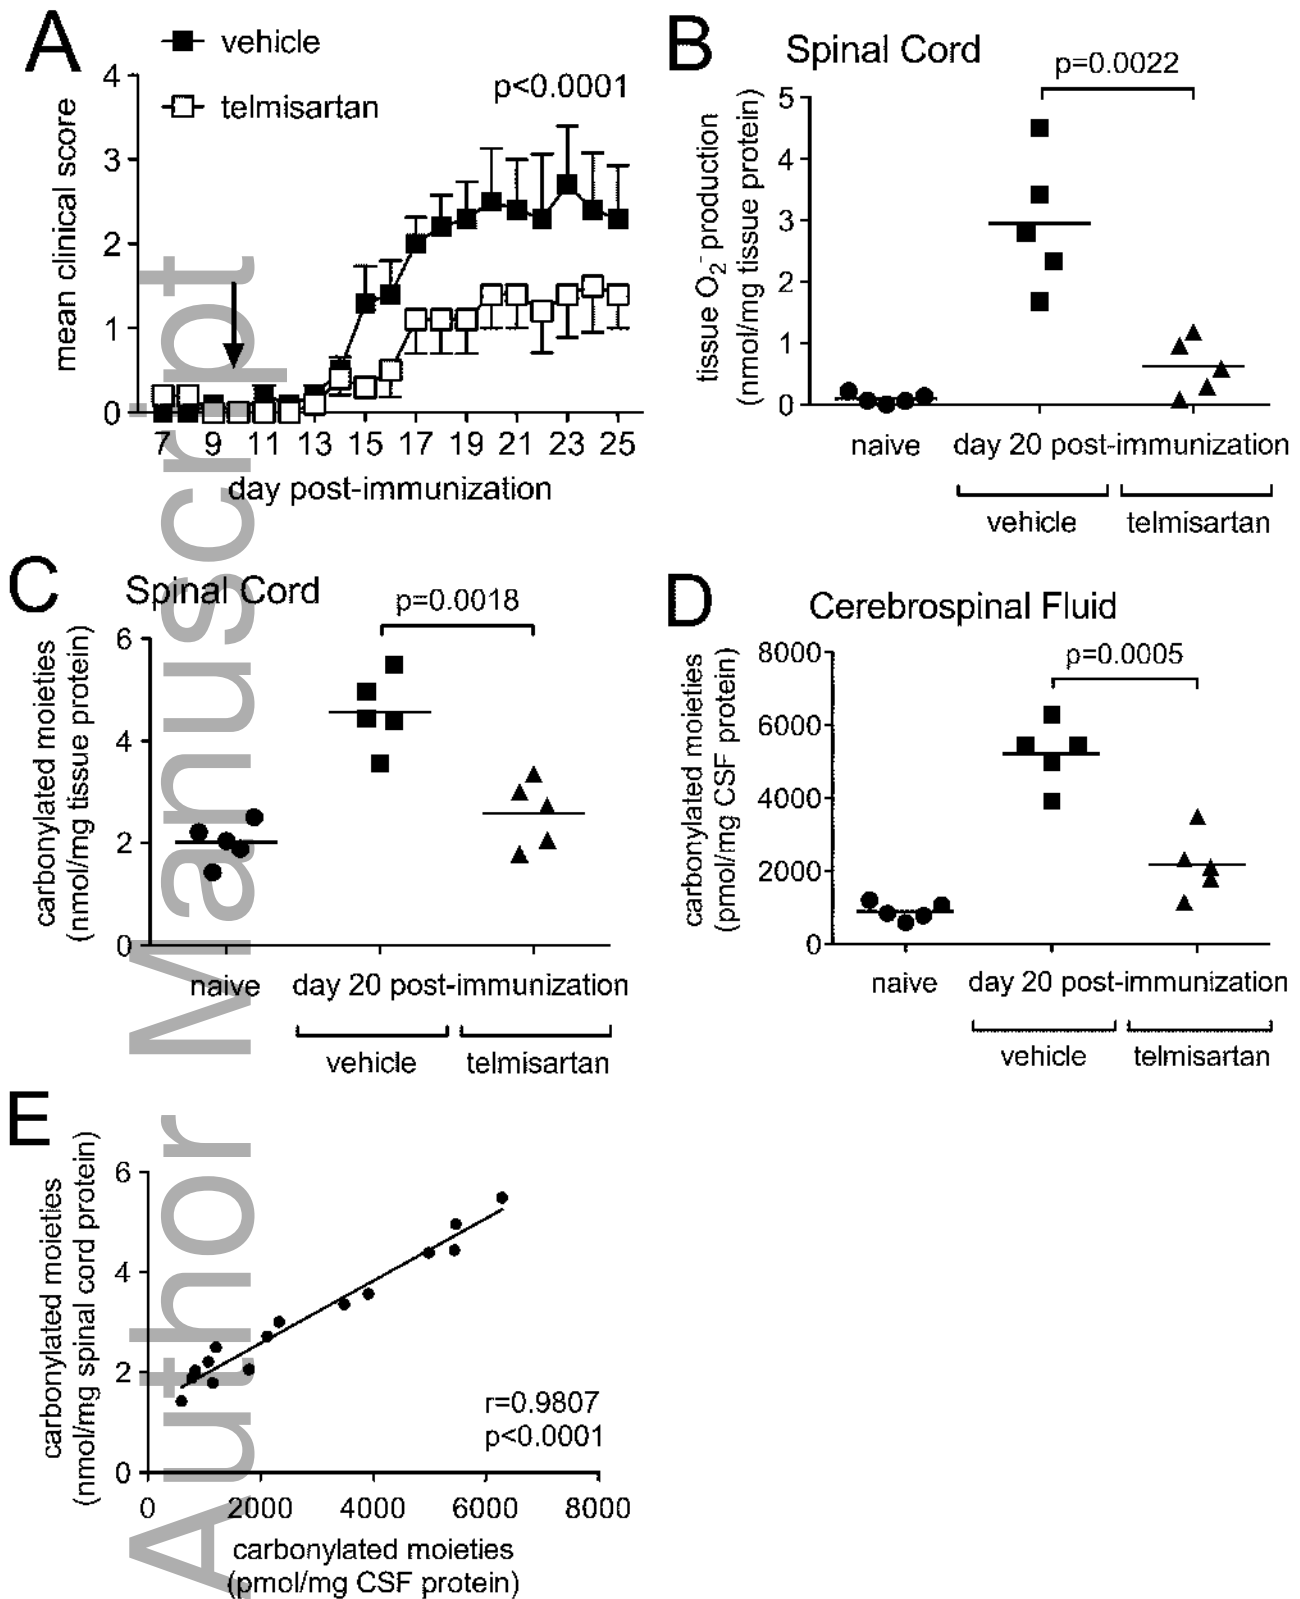 A
vehicle
telmisartan
p<0.0001
mean clinical score
4
3
2
1
0
7 9 11 13 15 17 19 21 23 25
day post-immunization
B
Spinal Cord
p=0.0022
tissue O2- production
(nmol/mg tissue protein)
5
4
3
2
1
0
naive day 20 post-immunization
vehicle telmisartan
C
Spinal Cord
p=0.0018
carbonylated moieties
(nmol/mg tissue protein)
6
4
2
0
naive day 20 post-immunization
vehicle telmisartan
D
Cerebrospinal Fluid
p=0.0005
carbonylated moieties
(pmol/mg CSF protein)
8000
6000
4000
2000
0
naive day 20 post-immunization
vehicle telmisartan
E
carbonylated moieties
(nmol/mg spinal cord protein)
6
4
2
0
r=0.9807
p<0.0001
0 2000 4000 6000 8000
carbonylated moieties
(pmol/mg CSF protein)
Author Manuscript